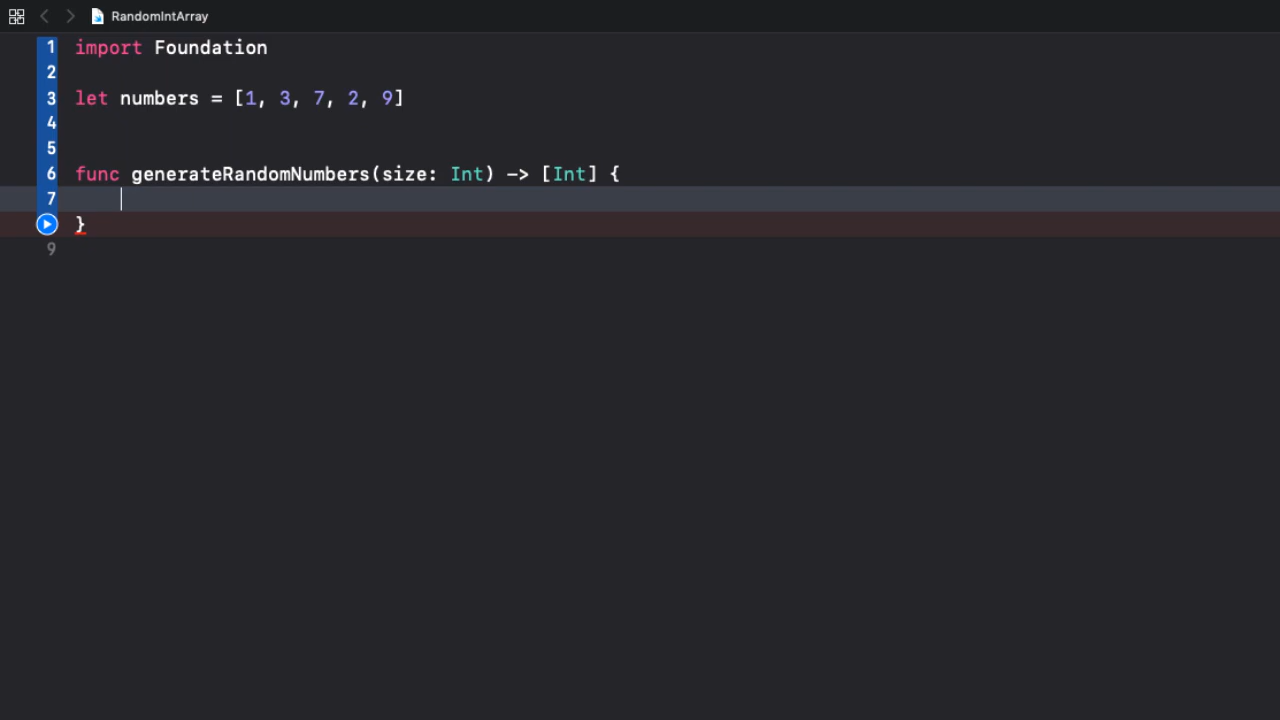 RandomIntArray
1 import Foundation
2
3 let numbers = [1, 3, 7, 2, 9]
4
5
6 func generateRandomNumbers(size: Int) -> [Int] {
7
}
9